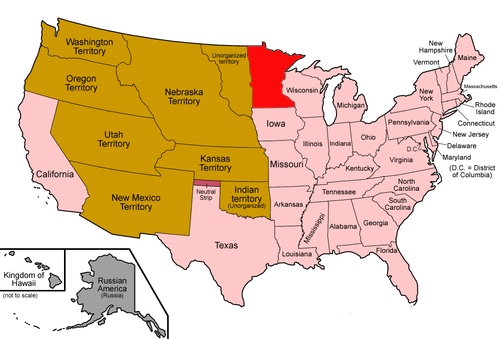 Washington
Territory
Oregon
Territory
Unorganized
territory
Nebraska
Territory
Utah
Territory
Kansas
Territory
California
New Mexico
Territory
Neutral
Strip
Indian
territory
(Unorganized)
Texas
Wisconsin
Iowa
Missouri
Arkansas
Louisiana
Michigan
Illinois
Indiana
Ohio
Kentucky
Tennessee
Mississippi
Alabama
Georgia
Florida
South
Carolina
North
Carolina
Virginia
D.C.
Pennsylvania
New
York
New
Hampshire
Vermont
Maine
Massachusetts
Rhode
Island
Connecticut
New Jersey
Delaware
Maryland
(D.C. = District
of Columbia)
Kingdom of
Hawaii
(not to scale)
Russian
America
(Russia)